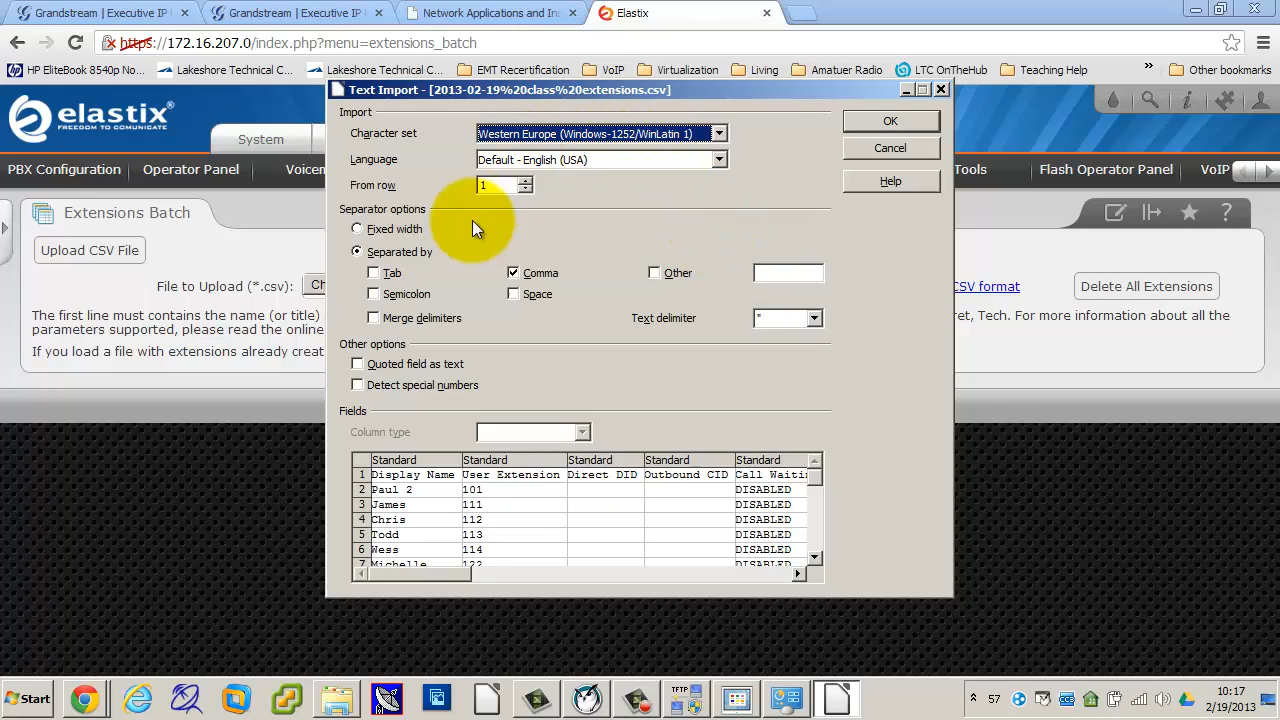 Grandstream | Executive IP Grandstream | Executive IP Network Applications and In Elastix
https://172.16.207.0/index.php?menu=extensions_batch
HP EliteBook 8540p No... Lakeshore Technical C... Lakeshore Technical C... EMT Recertification VoIP Virtualization Living Amatuer Radio LTC OnTheHub Teaching Help » Other bookmarks
Text Import - [2013-02-19%20class%20extensions.csv]
elastix
FREEDOM TO COMMUNICATE
System
Import
OK
Character set Western Europe (Windows-1252/WinLatin 1)
Cancel
Language Default - English (USA)
PBX Configuration Operator Panel Voicem Tools Flash Operator Panel VoIP
From row 1
Help
Extensions Batch
Separator options
Fixed width
Upload CSV File
Separated by
Tab Comma Other
File to Upload (*.csv): Ch CSV format Delete All Extensions
Semicolon Space
The first line must contains the name (or title) ret, Tech. For more information about all the
Merge delimiters Text delimiter "
parameters supported, please read the online
Other options
If you load a file with extensions already creat
Quoted field as text
Detect special numbers
Fields
Column type
Standard Standard Standard Standard Standard
1 Display Name User Extension Direct DID Outbound CID Call Waitin
2 Paul 2 101 DISABLED
3 James 111 DISABLED
4 Chris 112 DISABLED
5 Todd 113 DISABLED
6 Wess 114 DISABLED
7 Michelle 122 DISABLED
Start TFTP 57 10:17
2/19/2013